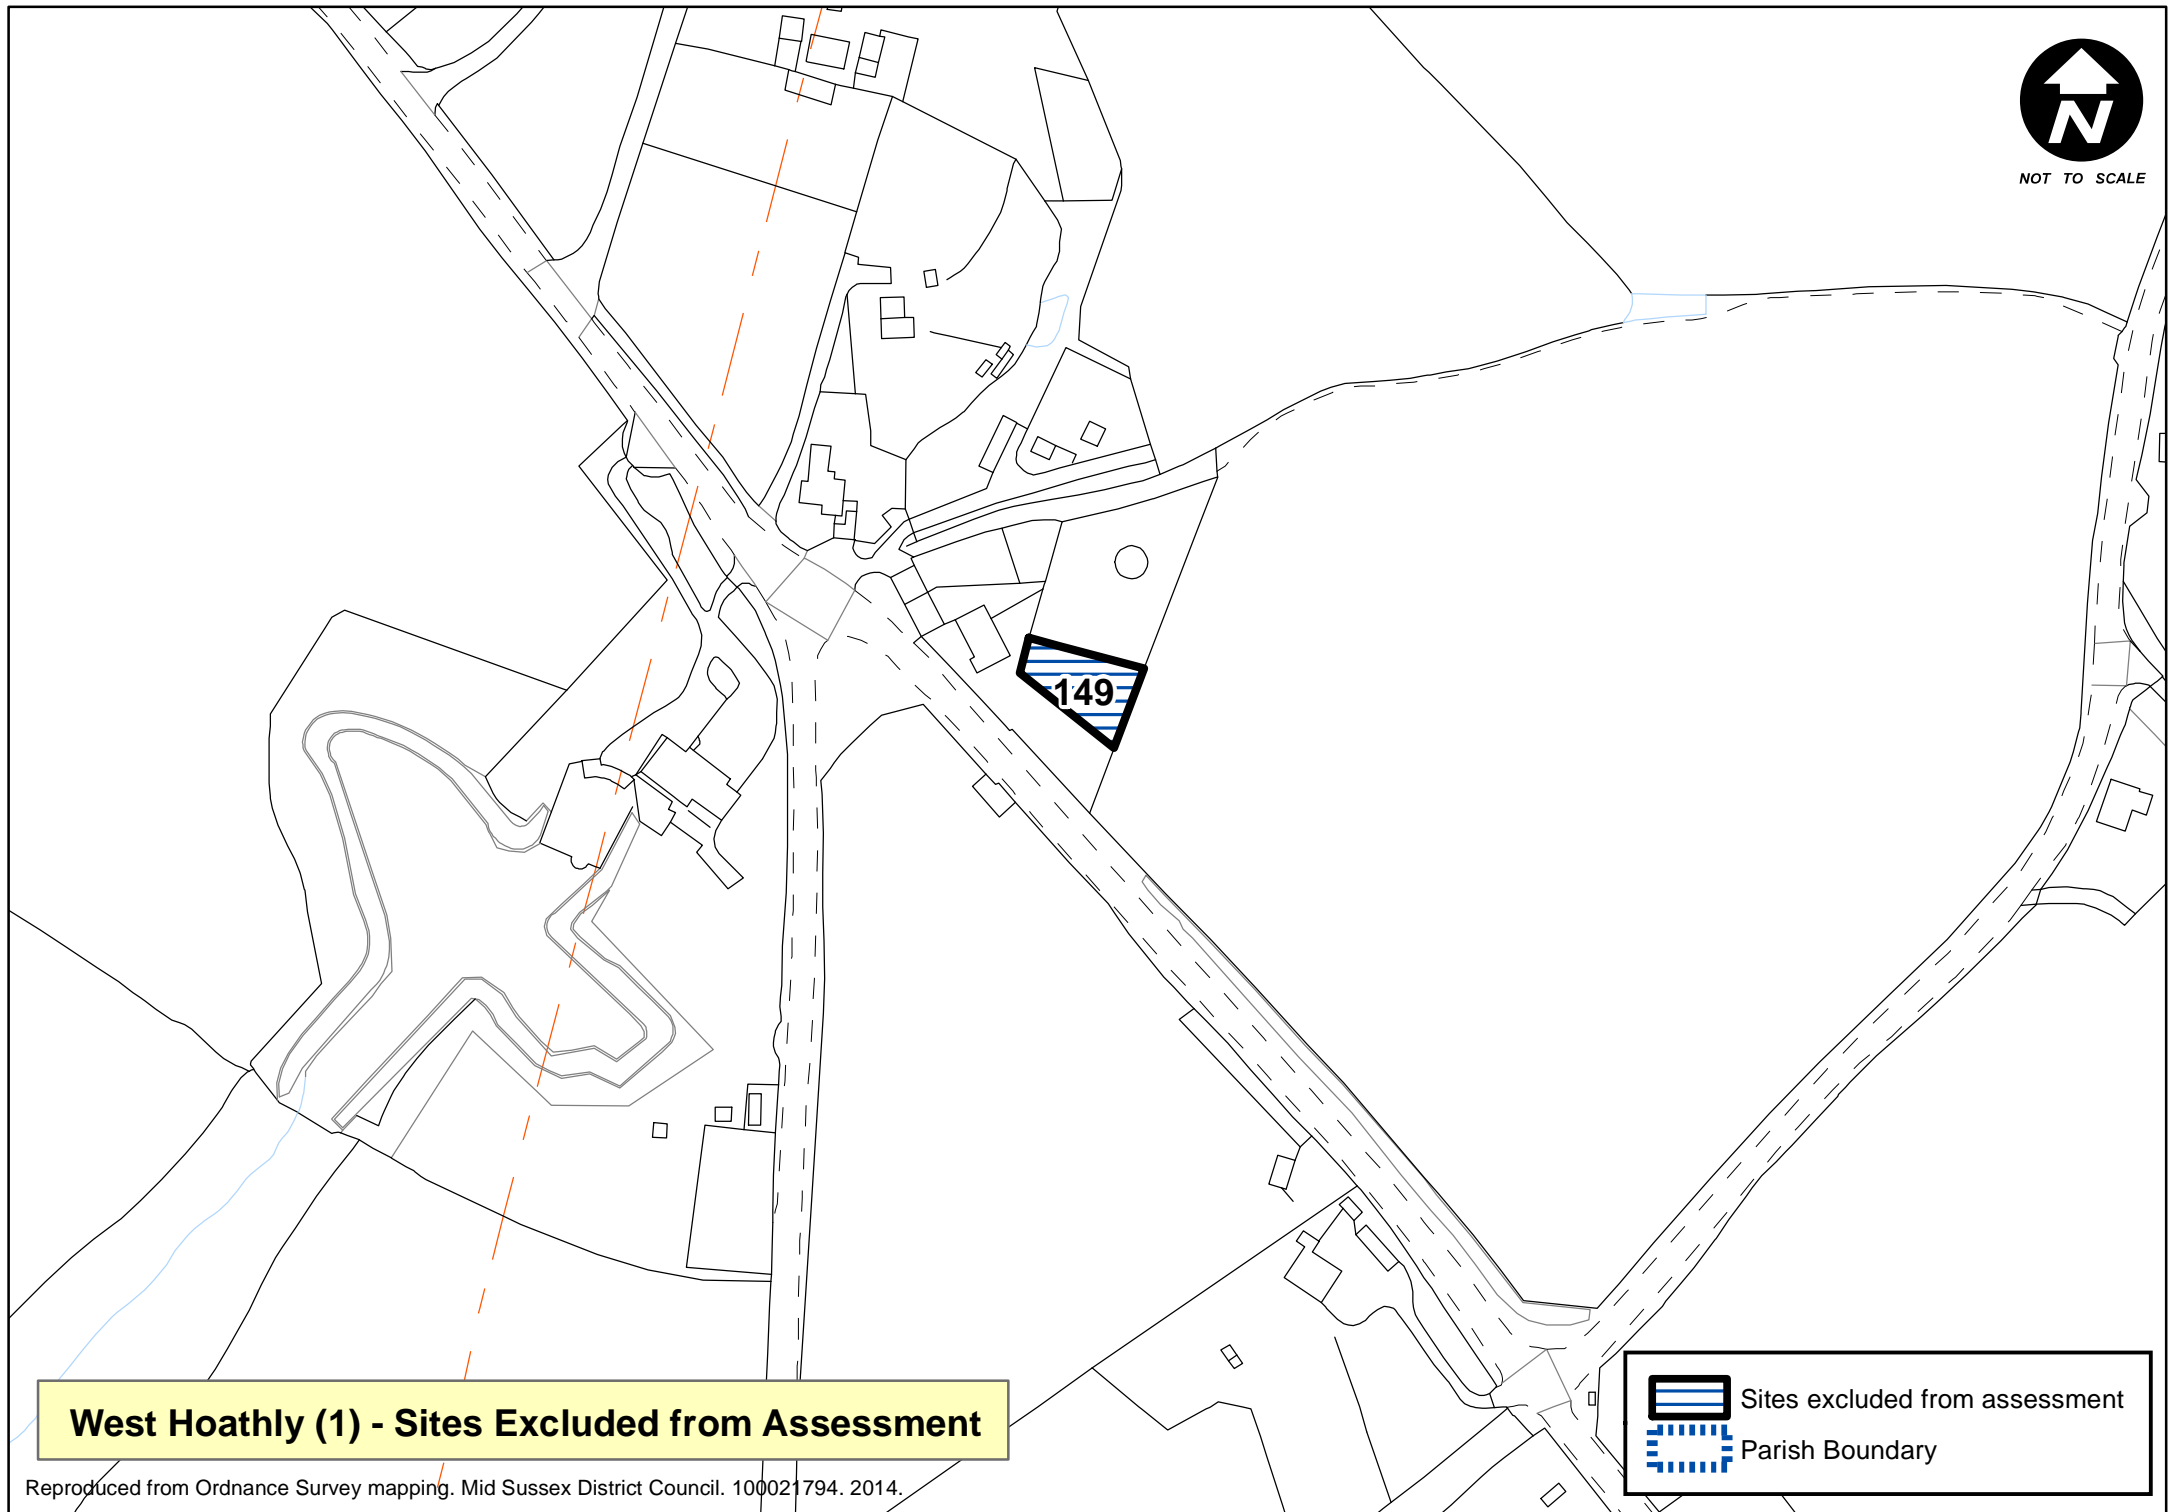 N
NOT TO SCALE
149
West Hoathly (1) - Sites Excluded from Assessment
Sites excluded from assessment
Parish Boundary
Reproduced from Ordnance Survey mapping. Mid Sussex District Council. 100021794. 2014.